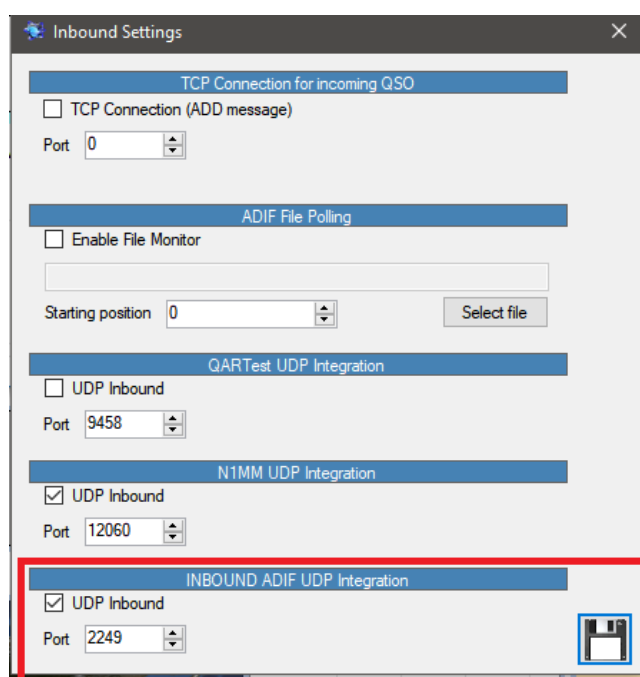 Inbound Settings
TCP Connection for incoming QSO
TCP Connection (ADD message)
Port 0
ADIF File Polling
Enable File Monitor
Starting position 0 Select file
QARTest UDP Integration
UDP Inbound
Port 9458
N1MM UDP Integration
UDP Inbound
Port 12060
INBOUND ADIF UDP Integration
UDP Inbound
Port 2249